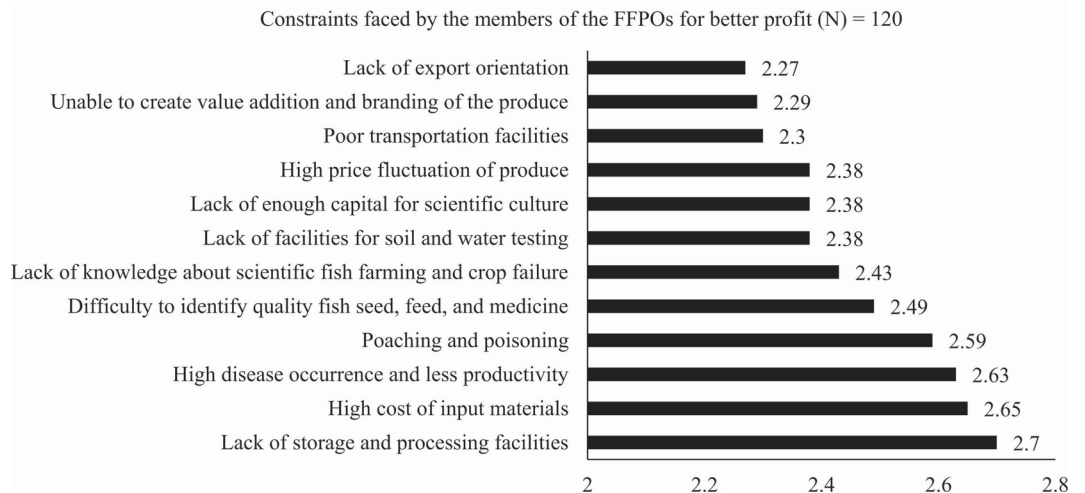 Constraints faced by the members of the FFPOs for better profit (N) = 120
Lack of export orientation 2.27
Unable to create value addition and branding of the produce 2.29
Poor transportation facilities 2.3
High price fluctuation of produce 2.38
Lack of enough capital for scientific culture 2.38
Lack of facilities for soil and water testing 2.38
Lack of knowledge about scientific fish farming and crop failure 2.43
Difficulty to identify quality fish seed, feed, and medicine 2.49
Poaching and poisoning 2.59
High disease occurrence and less productivity 2.63
High cost of input materials 2.65
Lack of storage and processing facilities 2.7
2 2.2 2.4 2.6 2.8